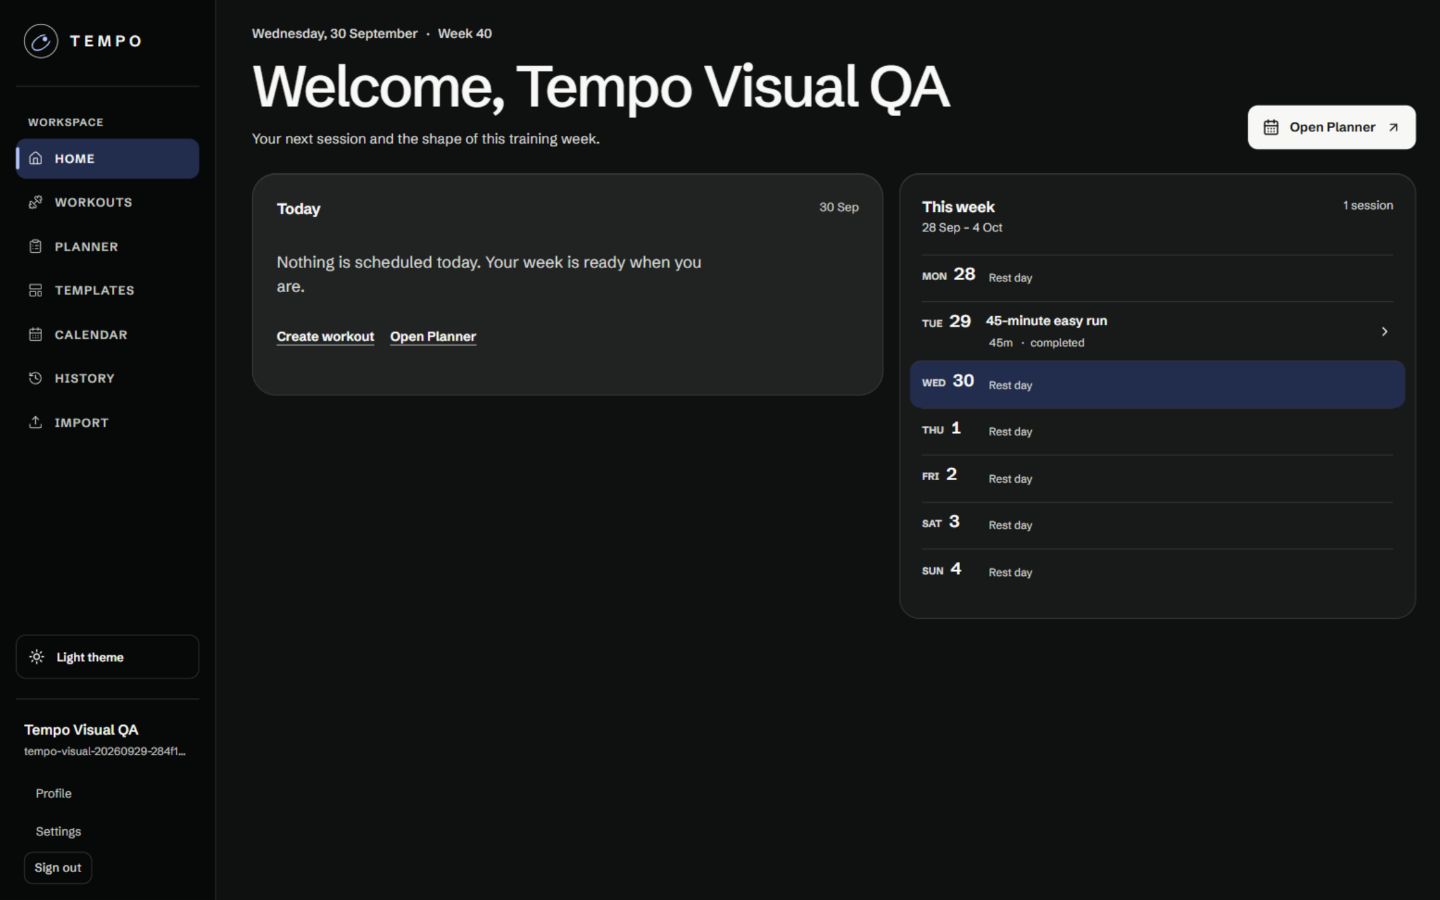 TEMPO
WORKSPACE
HOME
WORKOUTS
PLANNER
TEMPLATES
CALENDAR
HISTORY
IMPORT
Light theme
Tempo Visual QA
tempo-visual-20260929-284f1...
Profile
Settings
Sign out
Wednesday, 30 September · Week 40
Welcome, Tempo Visual QA
Your next session and the shape of this training week.
Open Planner
Today
30 Sep
Nothing is scheduled today. Your week is ready when you
are.
Create workout Open Planner
This week
1 session
28 Sep – 4 Oct
MON 28 Rest day
TUE 29 45-minute easy run
45m · completed
WED 30 Rest day
THU 1 Rest day
FRI 2 Rest day
SAT 3 Rest day
SUN 4 Rest day